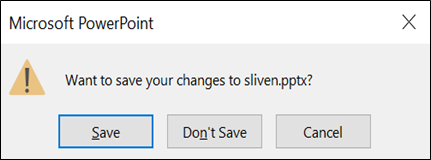 Microsoft PowerPoint
Want to save your changes to sliven.pptx?
Save Don't Save Cancel